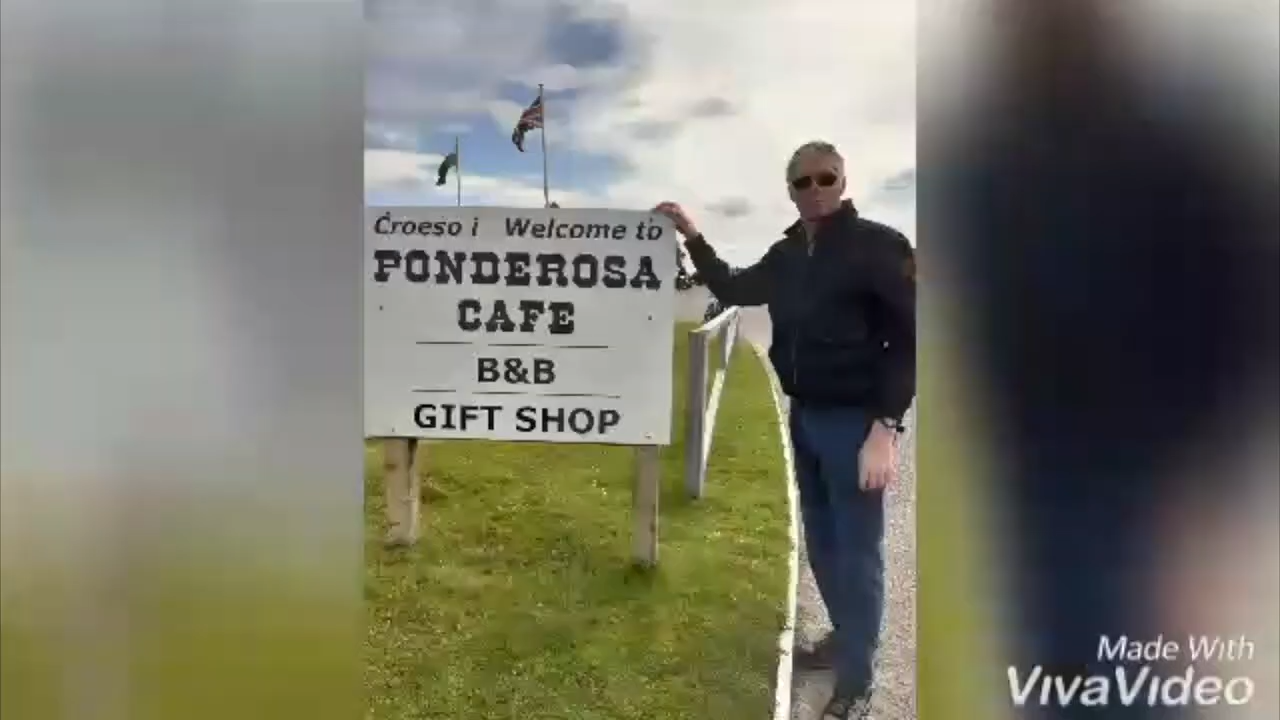 Croeso i Welcome to
PONDEROSA
CAFE
B&B
GIFT SHOP
Made With
VivaVideo